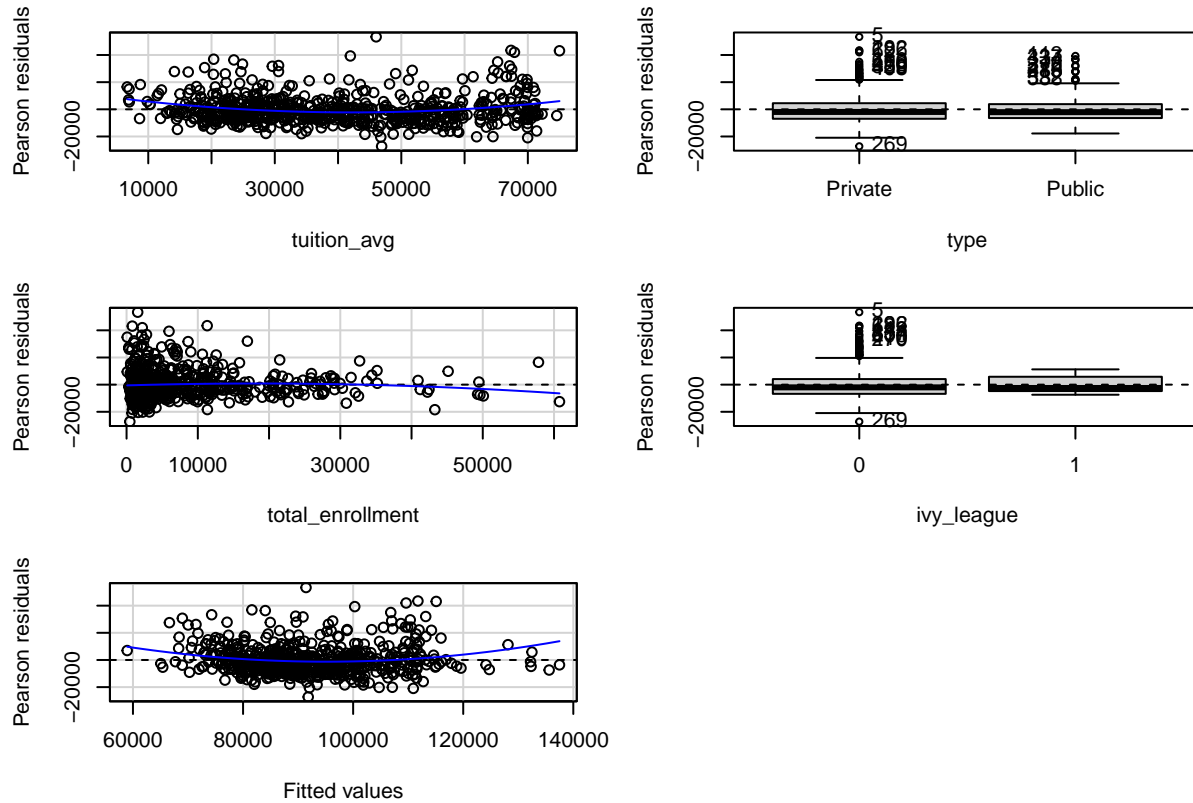 Pearson residuals
-20000
10000 30000 50000 70000
tuition_avg
Pearson residuals
-20000
5
269
Private Public
type
Pearson residuals
-20000
0 10000 30000 50000
total_enrollment
Pearson residuals
-20000
5
270
269
0 1
ivy_league
Pearson residuals
-20000
60000 80000 100000 120000 140000
Fitted values